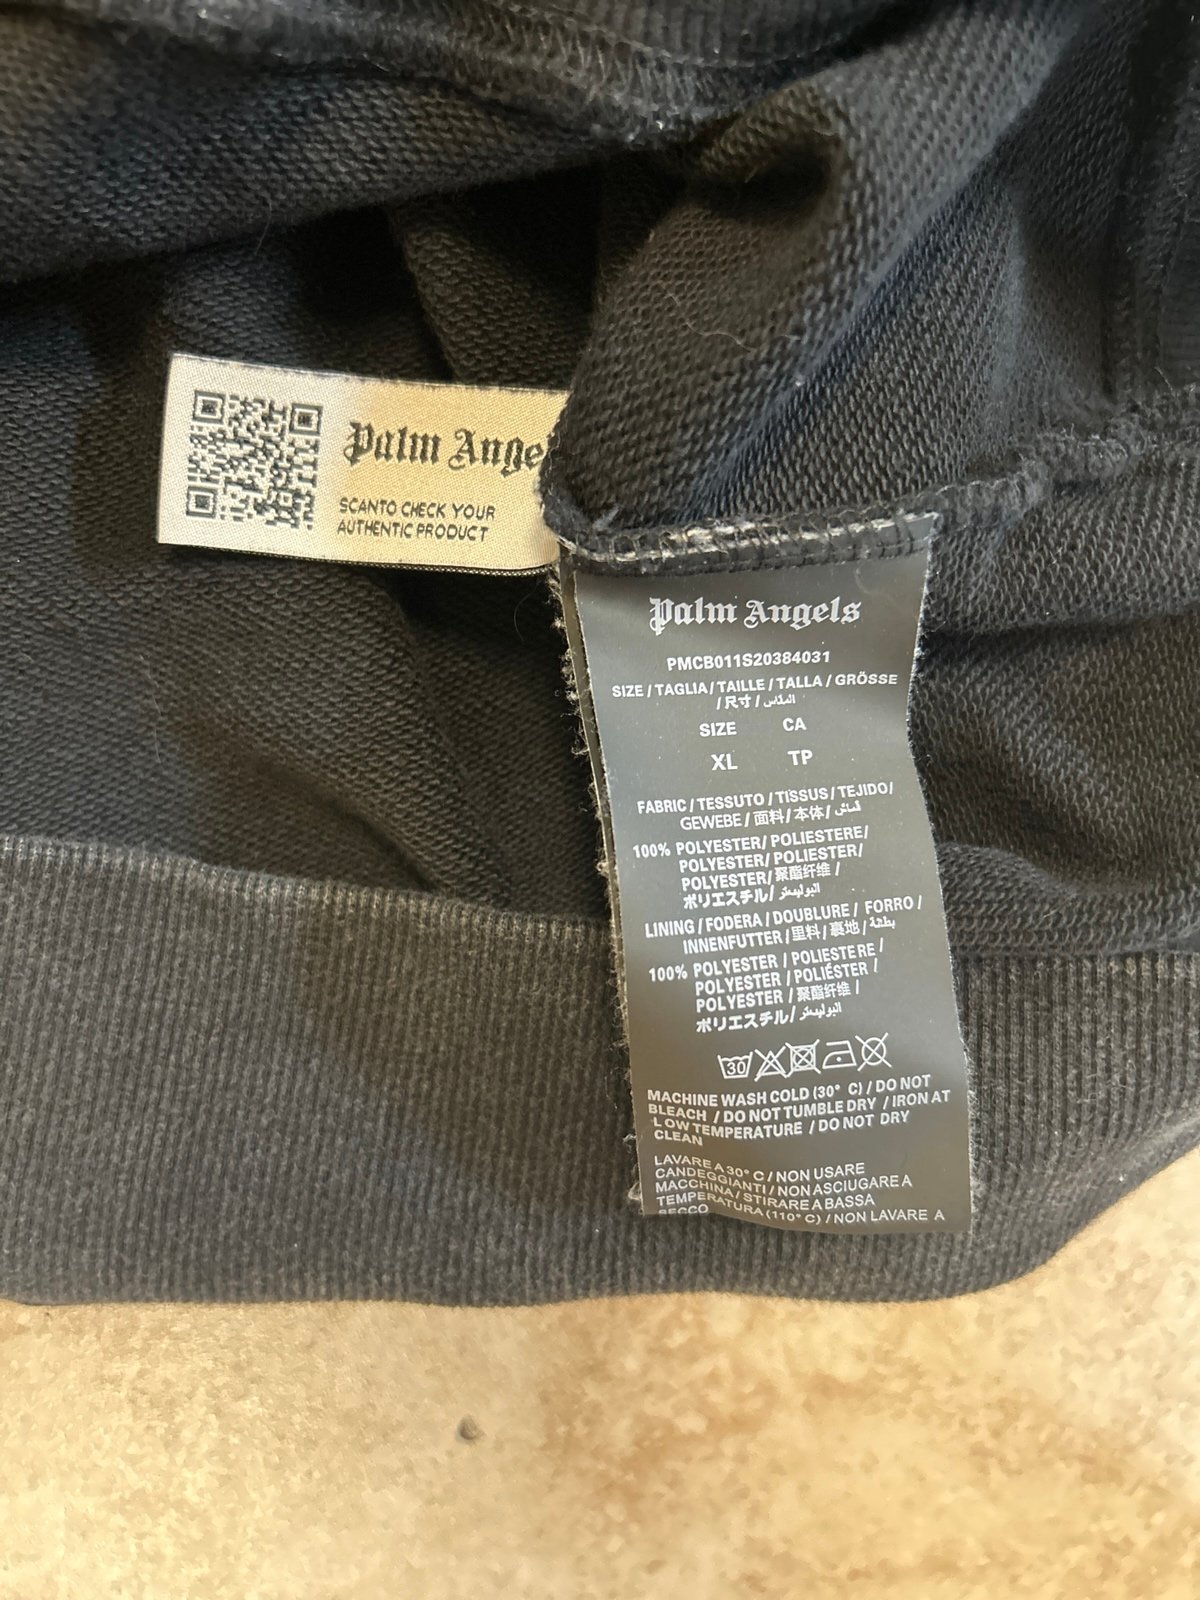 Palm Ange
SCANTO CHECK YOUR
AUTHENTIC PRODUCT
Palm Angels
PMCB011S20384031
SIZE / TAGLIA / TAILLE / TALLA / GRÖSSE
/ 尺寸 /
SIZE CA
XL TP
FABRIC / TESSUTO / TISSUS / TEJIDO /
GEWEBE / 面料 / 本体 / قماش
100% POLYESTER/ POLIESTERE/
POLYESTER/ POLIESTER/
POLYESTER/ 聚酯纤维 /
ポリエステル/ البوليستر
LINING / FODERA / DOUBLURE / FORRO /
INNENFUTTER / 里料 / 裏地 / بطانة
100% POLYESTER / POLIESTERE /
POLYESTER / POLIÉSTER /
POLYESTER / 聚酯纤维 /
ポリエステル/ البوليستر
30
MACHINE WASH COLD (30° C) / DO NOT
BLEACH / DO NOT TUMBLE DRY / IRON AT
LOW TEMPERATURE / DO NOT DRY
CLEAN
LAVARE A 30° C / NON USARE
CANDEGGIANTI / NON ASCIUGARE A
MACCHINA / STIRARE A BASSA
TEMPERATURA (110° C) / NON LAVARE A
SECCO